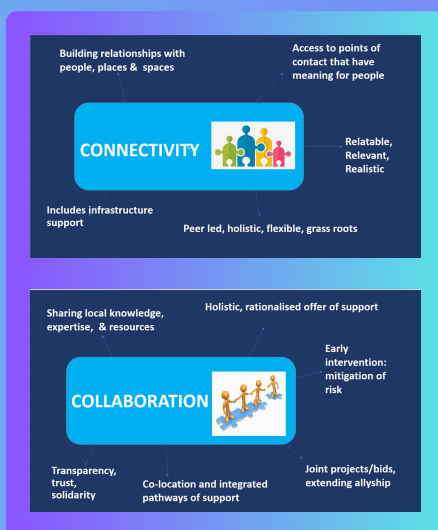 Building relationships with
people, places & spaces
Access to points of
contact that have
meaning for people
CONNECTIVITY
Relatable,
Relevant,
Realistic
Includes infrastructure
support
Peer led, holistic, flexible, grass roots
Sharing local knowledge,
expertise, & resources
Holistic, rationalised offer of support
Early
intervention:
mitigation of
risk
COLLABORATION
Transparency,
trust,
solidarity
Co-location and integrated
pathways of support
Joint projects/bids,
extending allyship